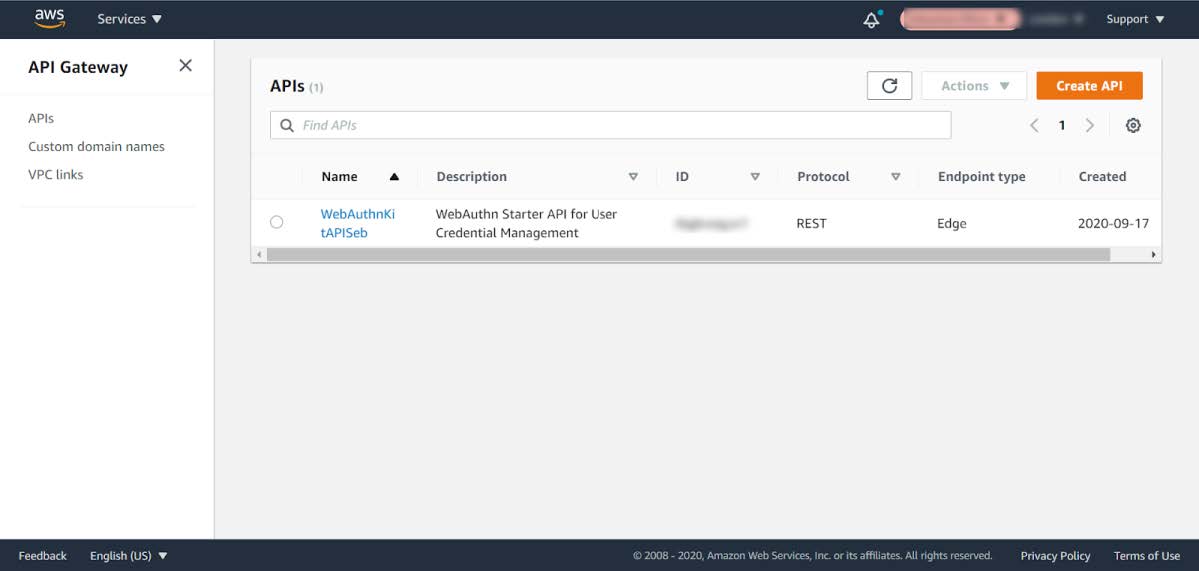 aws
Services
Support
API Gateway
APIs
Custom domain names
VPC links
APIs (1)
Actions
Create API
Find APIs
1
Name Description ID Protocol Endpoint type Created
WebAuthnKi WebAuthn Starter API for User
tAPISeb Credential Management
REST Edge 2020-09-17
Feedback English (US) © 2008 - 2020, Amazon Web Services, Inc. or its affiliates. All rights reserved. Privacy Policy Terms of Use